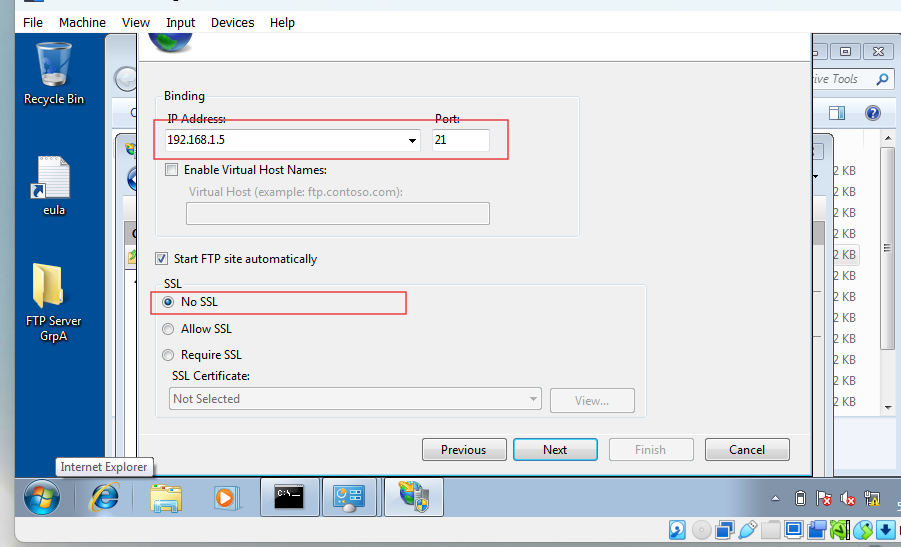 File Machine View Input Devices Help
Recycle Bin
eula
FTP Server
GrpA
Binding
IP Address: Port:
192.168.1.5 21
Enable Virtual Host Names:
Virtual Host (example: ftp.contoso.com):
Start FTP site automatically
SSL
No SSL
Allow SSL
Require SSL
SSL Certificate:
Not Selected View...
Previous Next Finish Cancel
Tools
2 KB
2 KB
2 KB
2 KB
2 KB
2 KB
2 KB
2 KB
2 KB
2 KB
2 KB
2 KB
Internet Explorer